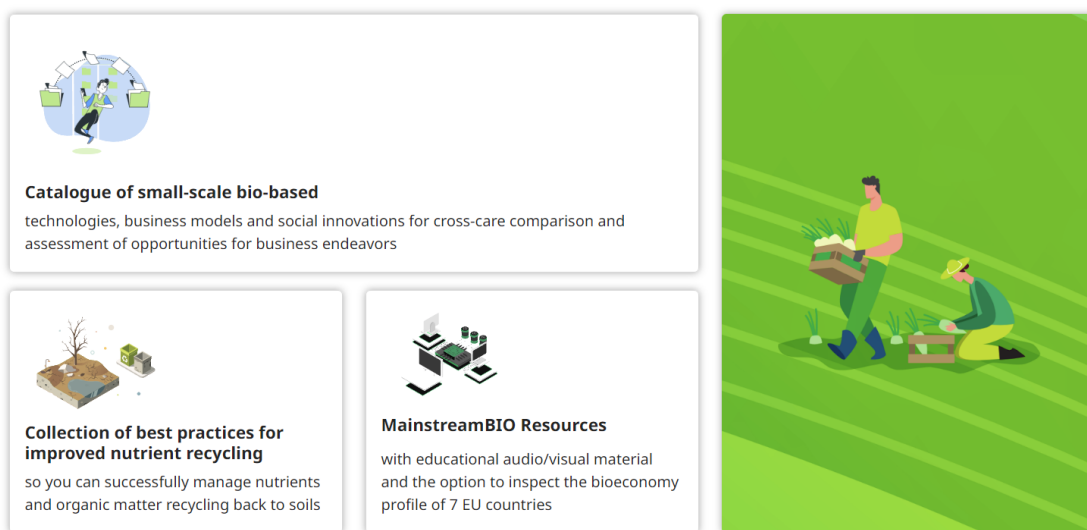 Catalogue of small-scale bio-based
technologies, business models and social innovations for cross-care comparison and
assessment of opportunities for business endeavors
Collection of best practices for
improved nutrient recycling
so you can successfully manage nutrients
and organic matter recycling back to soils
MainstreamBIO Resources
with educational audio/visual material
and the option to inspect the bioeconomy
profile of 7 EU countries